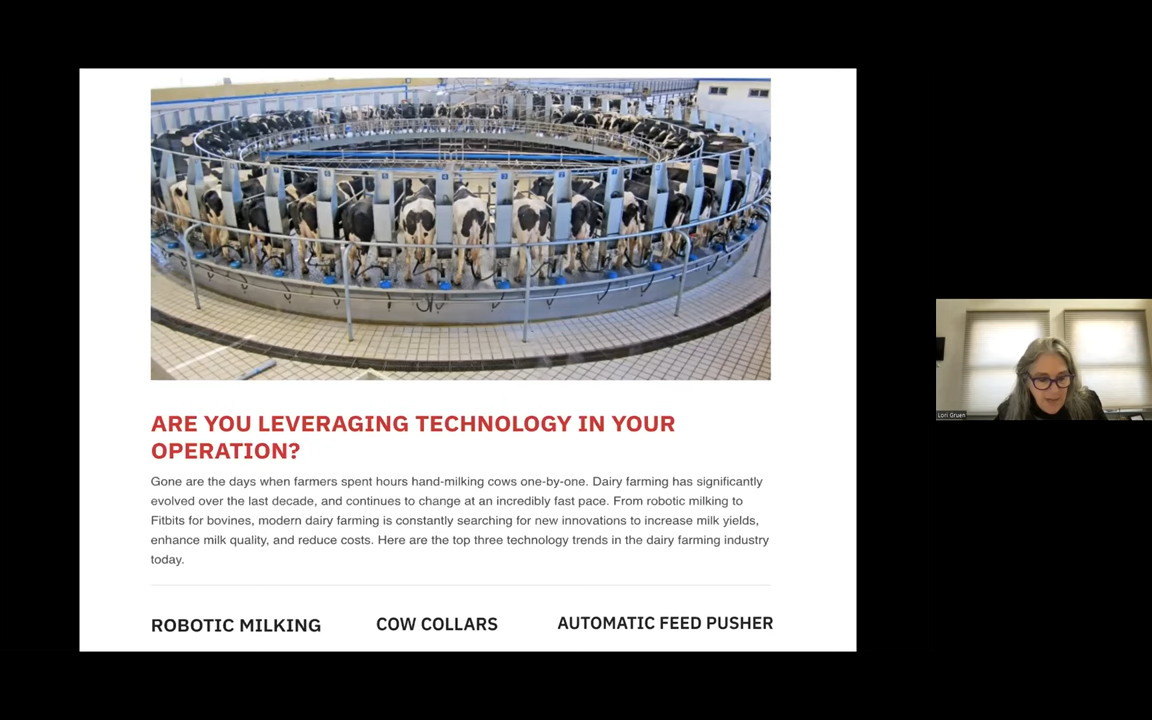 ARE YOU LEVERAGING TECHNOLOGY IN YOUR
OPERATION?
Gone are the days when farmers spent hours hand-milking cows one-by-one. Dairy farming has significantly
evolved over the last decade, and continues to change at an incredibly fast pace. From robotic milking to
Fitbits for bovines, modern dairy farming is constantly searching for new innovations to increase milk yields,
enhance milk quality, and reduce costs. Here are the top three technology trends in the dairy farming industry
today.
ROBOTIC MILKING COW COLLARS AUTOMATIC FEED PUSHER
Lori Gruen